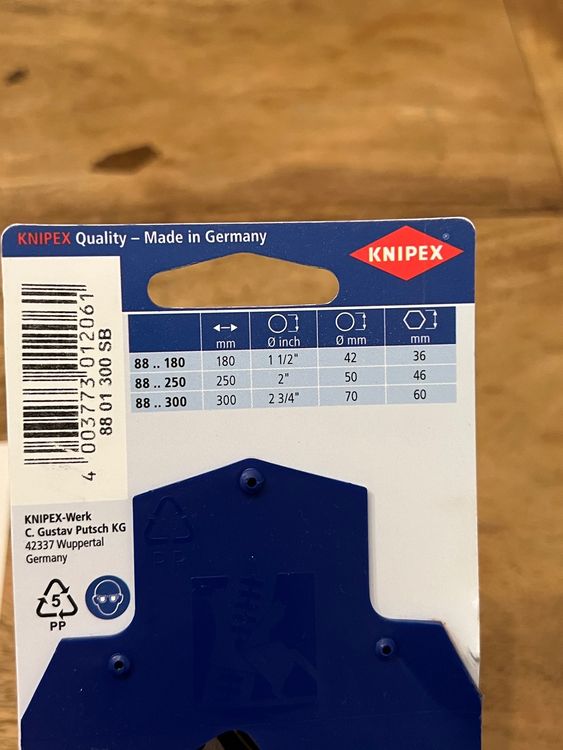 KNIPEX Quality – Made in Germany
KNIPEX®
4 003773 012061
88 01 300 SB
mm Ø inch Ø mm mm
88 .. 180 180 1 1/2" 42 36
88 .. 250 250 2" 50 46
88 .. 300 300 2 3/4" 70 60
KNIPEX-Werk
C. Gustav Putsch KG
42337 Wuppertal
Germany
5
PP
PP